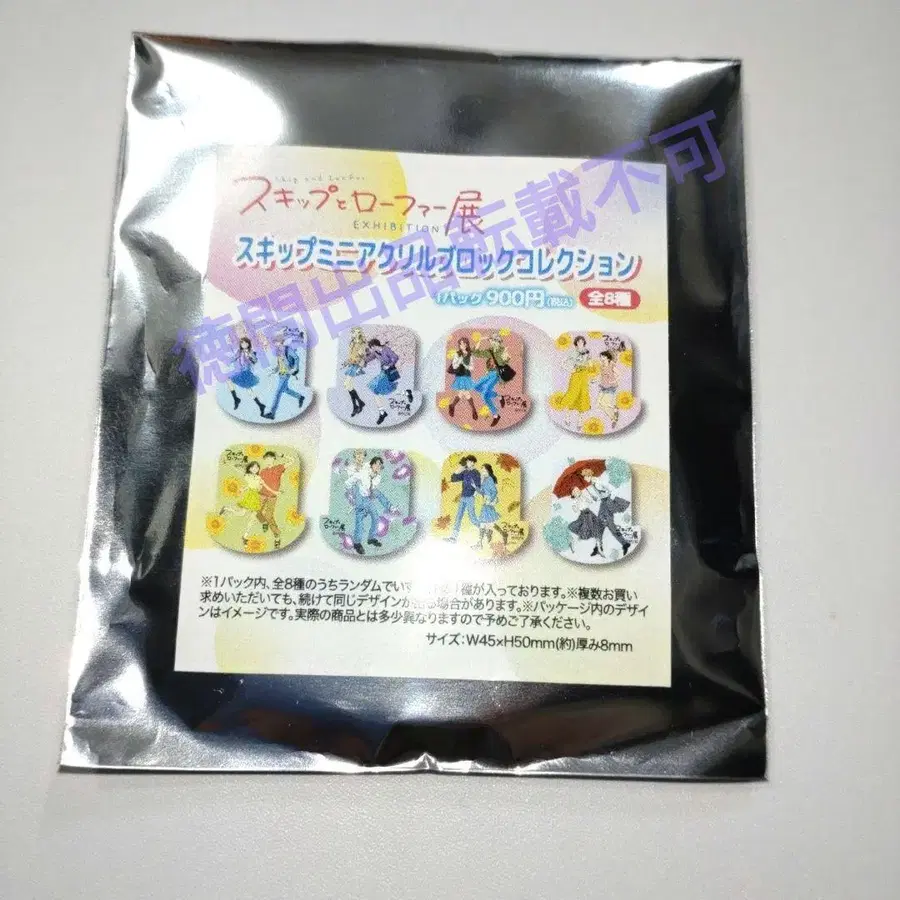 Skip and Loafer
スキップとローファー展
EXHIBITION
スキップミニアクリルブロックコレクション
1パック 900円(税込) 全8種
徳間出品 転載不可
※1パック内、全8種のうちランダムでいず 1種が入っております。※複数お買い
求めいただいても、続けて同じデザインが出る場合があります。※パッケージ内のデザイ
ンはイメージです。実際の商品とは多少異なりますので予めご了承ください。
サイズ:W45×H50mm(約)厚み8mm